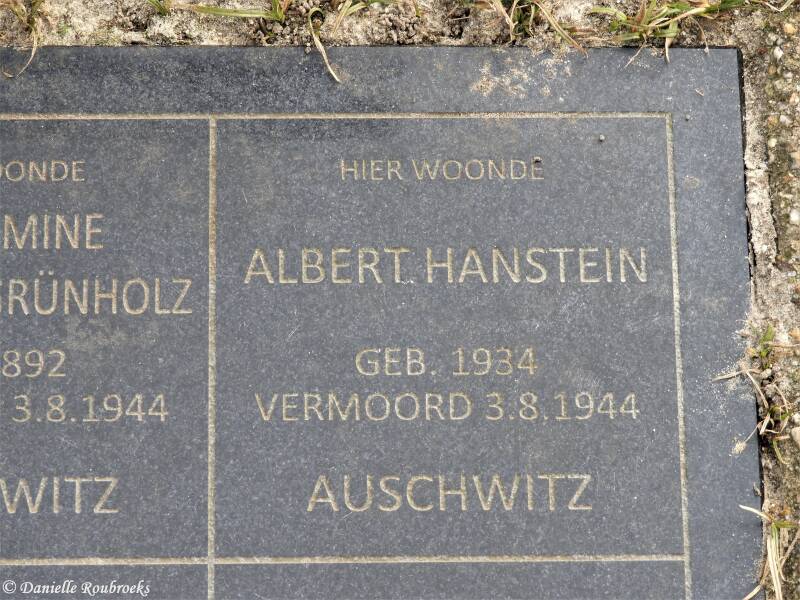 MINE
GRÜNHOLZ
892
3.8.1944
WITZ
HIER WOONDE
ALBERT HANSTEIN
GEB. 1934
VERMOORD 3.8.1944
AUSCHWITZ
© Danielle Roubroeks